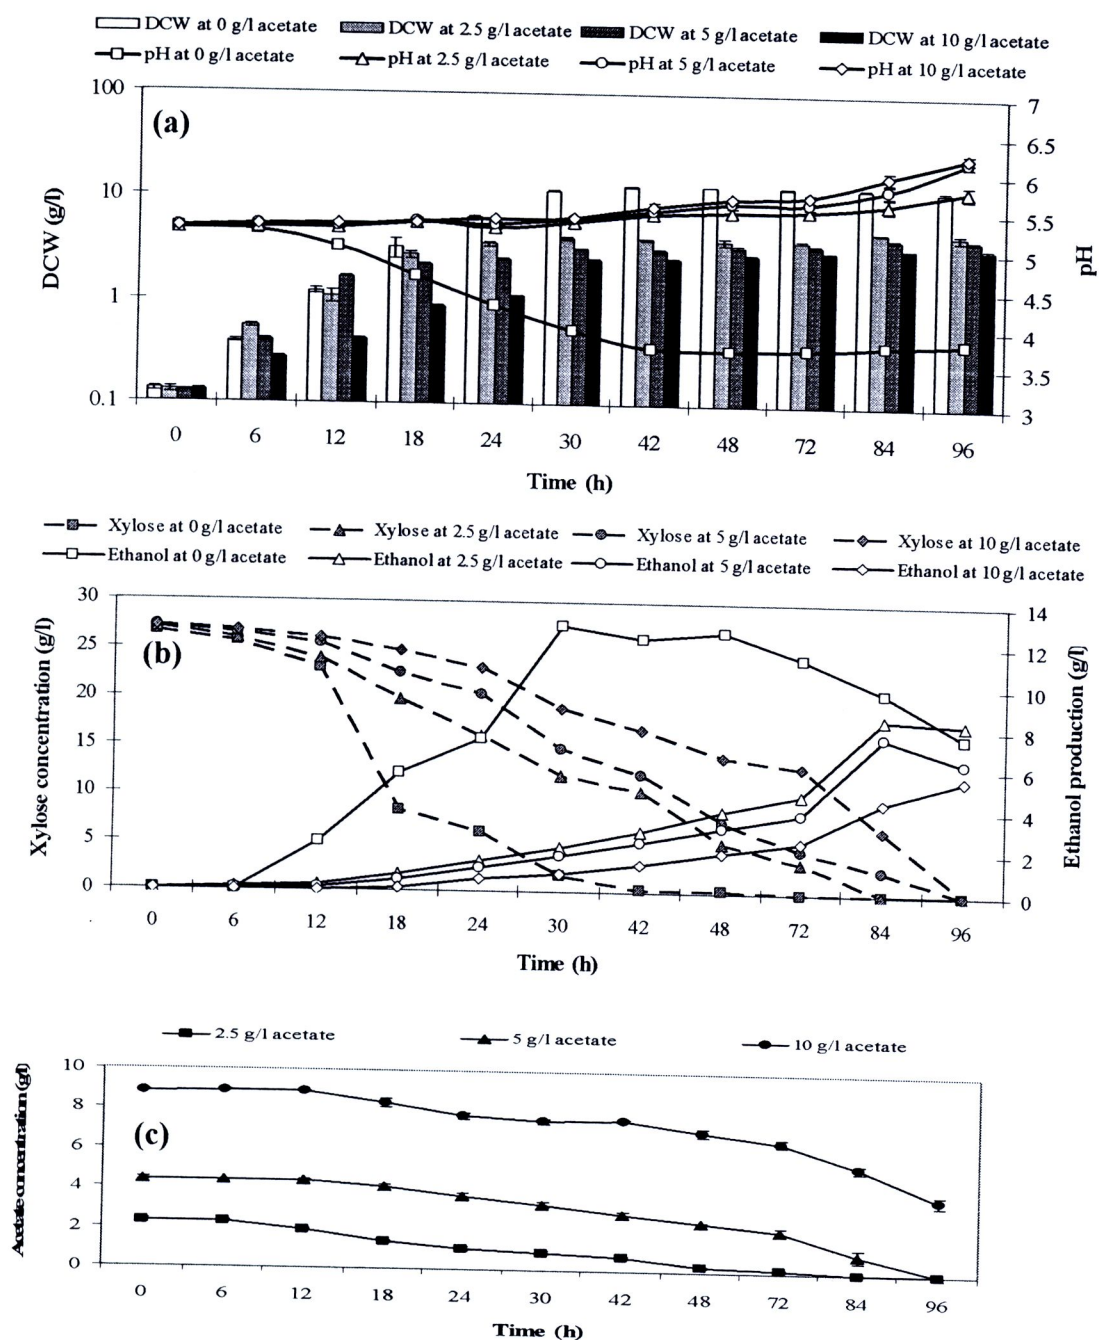 DCW at 0 g/l acetate DCW at 2.5 g/l acetate DCW at 5 g/l acetate DCW at 10 g/l acetate
pH at 0 g/l acetate pH at 2.5 g/l acetate pH at 5 g/l acetate pH at 10 g/l acetate
(a)
DCW (g/l)
100
10
1
0.1
pH
7
6.5
6
5.5
5
4.5
4
3.5
3
0 6 12 18 24 30 42 48 72 84 96
Time (h)
Xylose at 0 g/l acetate Xylose at 2.5 g/l acetate Xylose at 5 g/l acetate Xylose at 10 g/l acetate
Ethanol at 0 g/l acetate Ethanol at 2.5 g/l acetate Ethanol at 5 g/l acetate Ethanol at 10 g/l acetate
(b)
Xylose concentration (g/l)
30
25
20
15
10
5
0
Ethanol production (g/l)
14
12
10
8
6
4
2
0
0 6 12 18 24 30 42 48 72 84 96
Time (h)
2.5 g/l acetate 5 g/l acetate 10 g/l acetate
(c)
Acetate concentration (g/l)
10
8
6
4
2
0
0 6 12 18 24 30 42 48 72 84 96
Time (h)